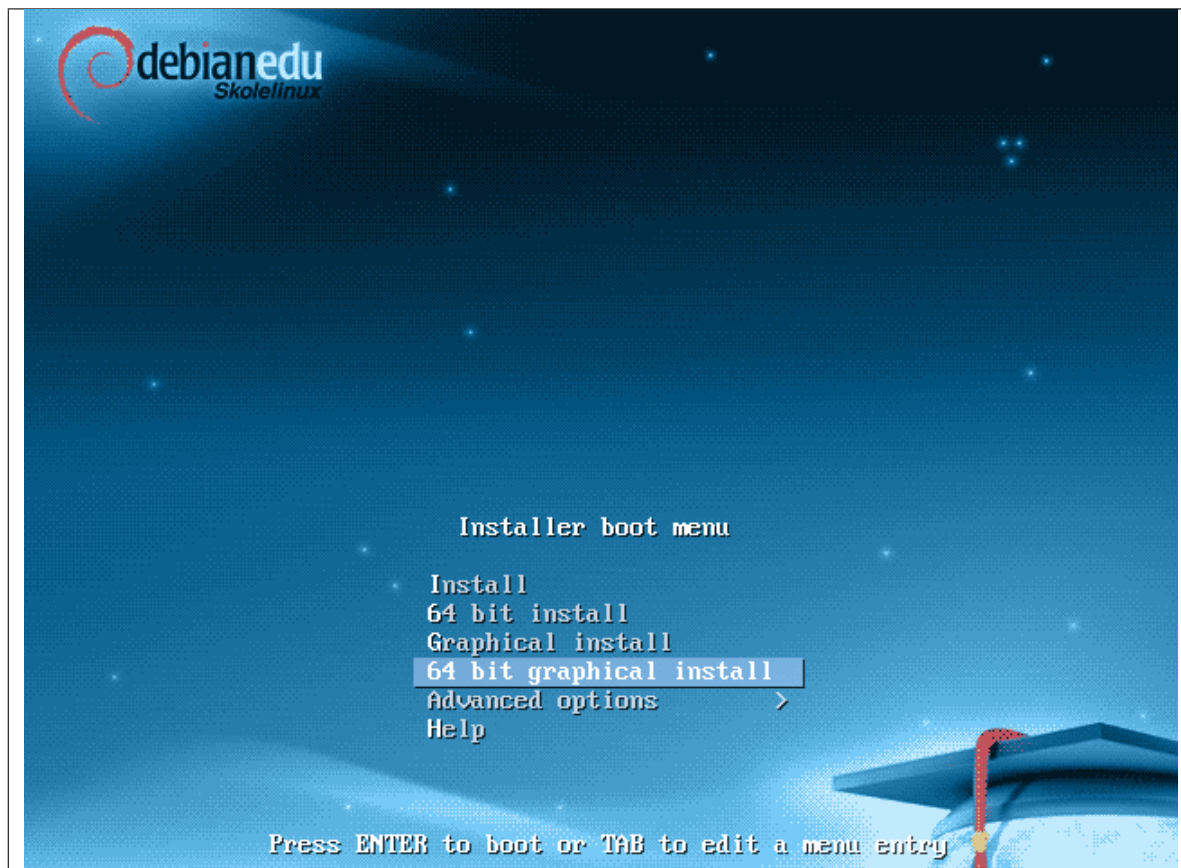 debianedu
Skolelinux
Installer boot menu
Install
64 bit install
Graphical install
64 bit graphical install
Advanced options >
Help
Press ENTER to boot or TAB to edit a menu entry